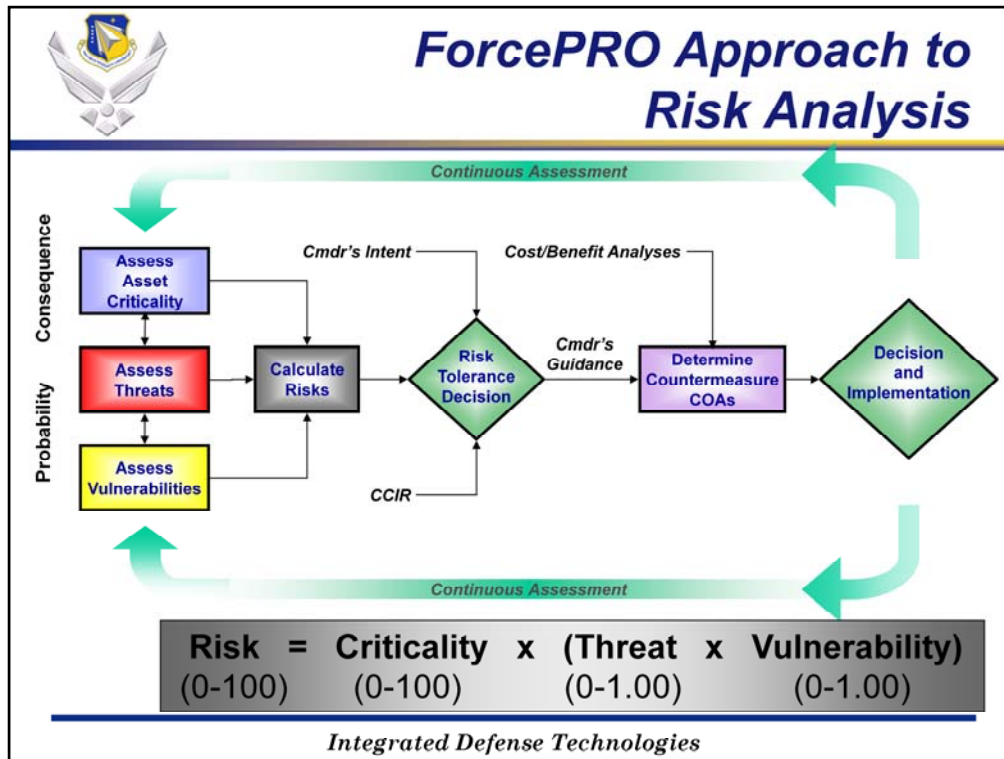 ForcePRO Approach to
Risk Analysis
Continuous Assessment
Consequence
Probability
Assess
Asset
Criticality
Assess
Threats
Assess
Vulnerabilities
Calculate
Risks
Cmdr's Intent
Risk
Tolerance
Decision
CCIR
Cost/Benefit Analyses
Cmdr's
Guidance
Determine
Countermeasure
COAs
Decision
and
Implementation
Continuous Assessment
Risk = Criticality x (Threat x Vulnerability)
(0-100) (0-100) (0-1.00) (0-1.00)
Integrated Defense Technologies